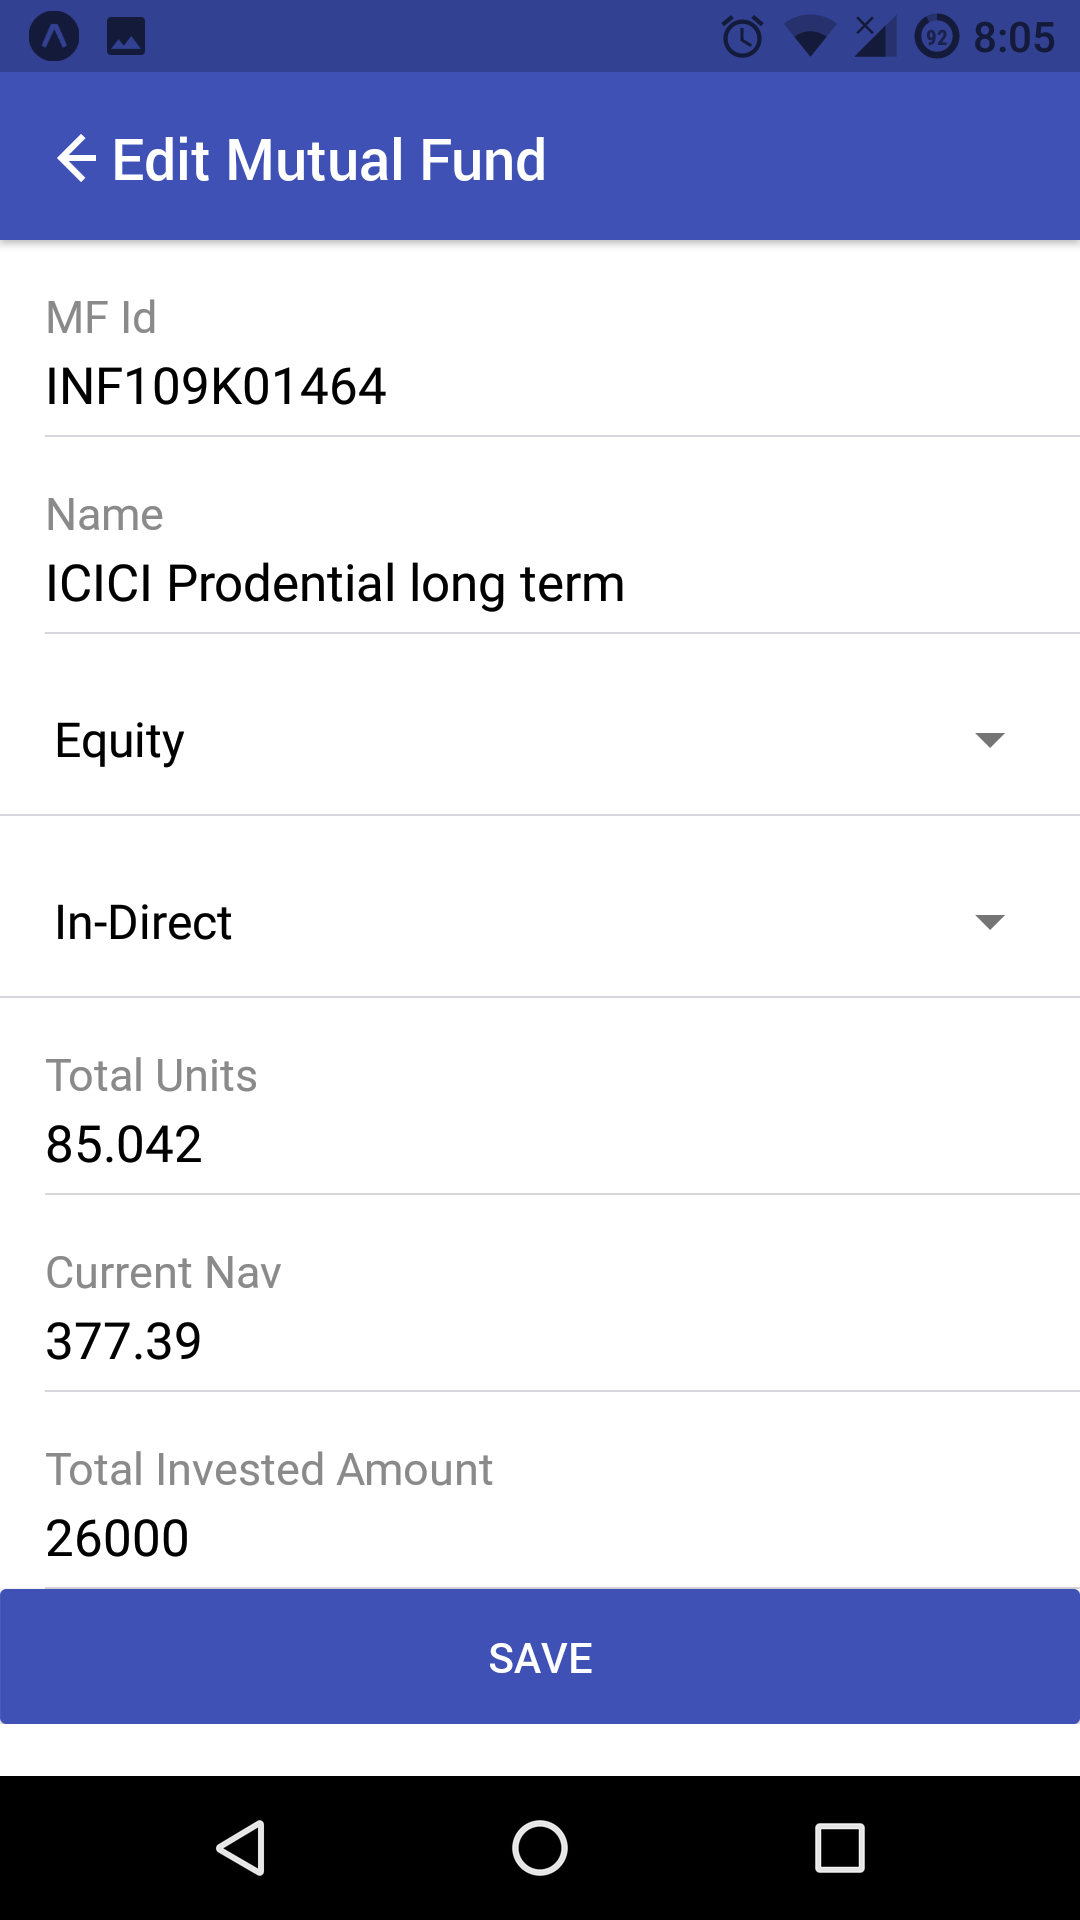 92 8:05
Edit Mutual Fund
MF Id
INF109K01464
Name
ICICI Prodential long term
Equity
In-Direct
Total Units
85.042
Current Nav
377.39
Total Invested Amount
26000
SAVE